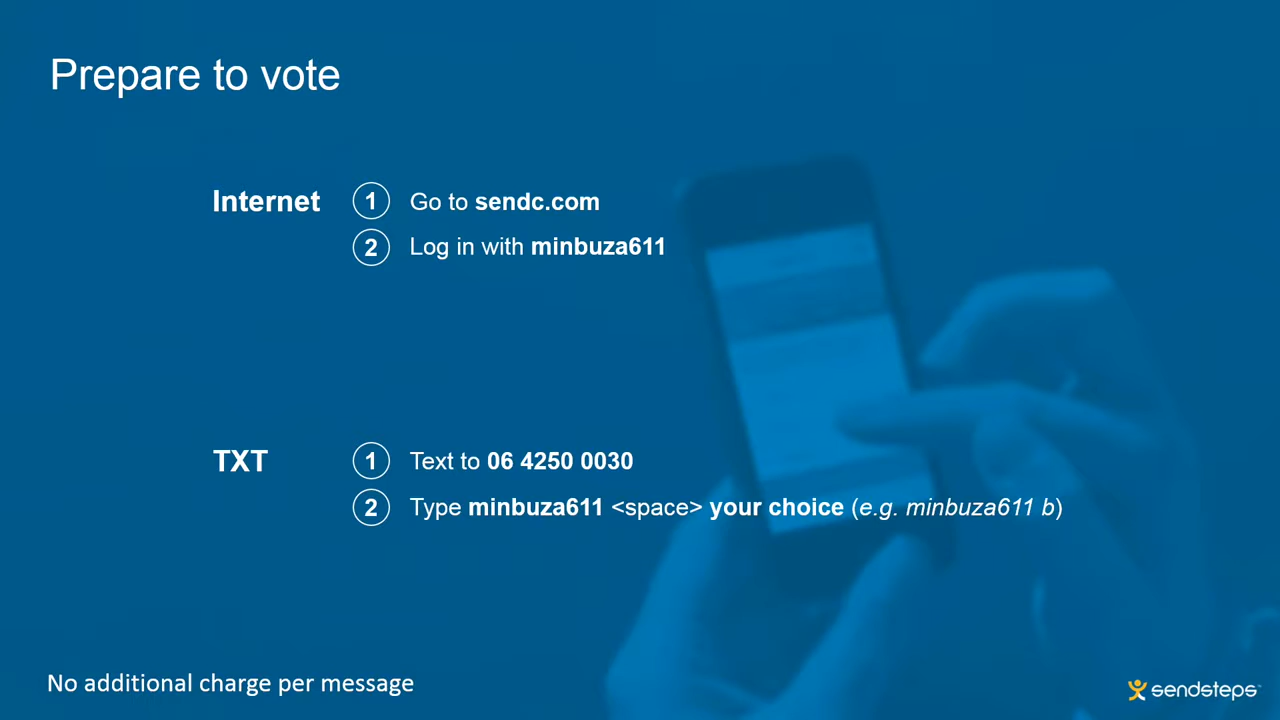 Prepare to vote
Internet 1 Go to sendc.com
2 Log in with minbuza611
TXT 1 Text to 06 4250 0030
2 Type minbuza611 <space> your choice (e.g. minbuza611 b)
No additional charge per message
sendsteps